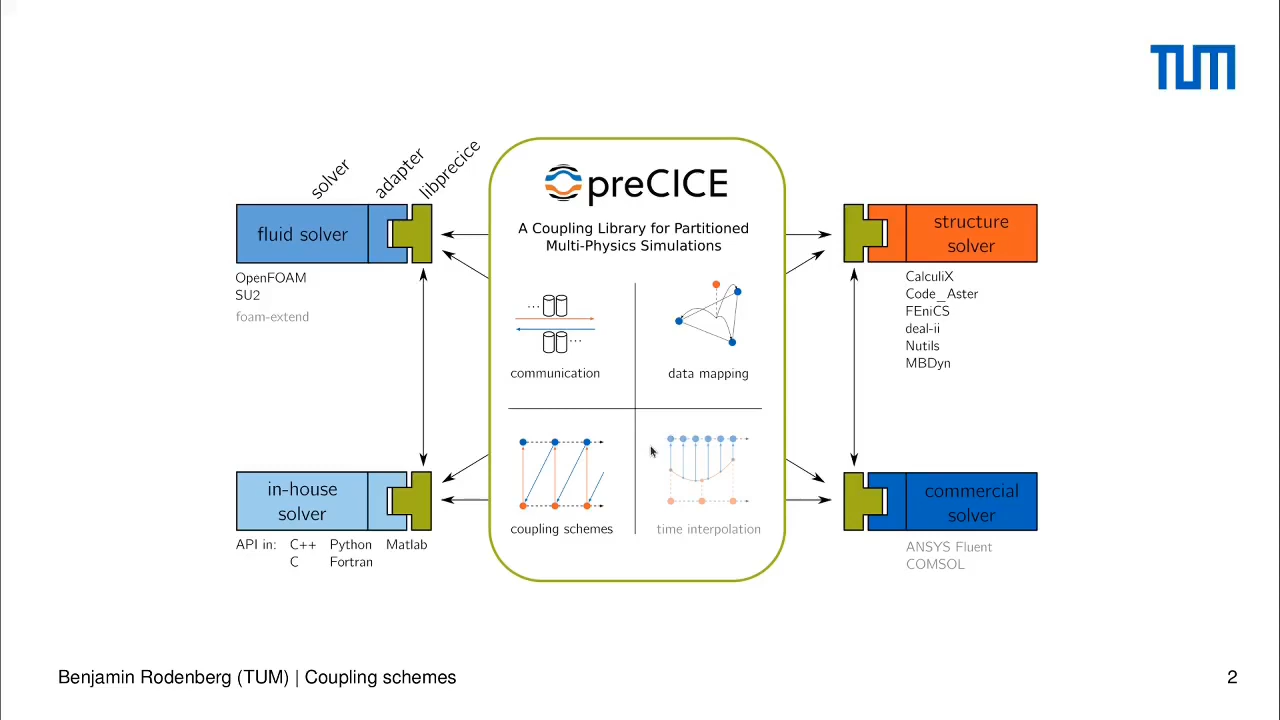 TUM
solver
adapter
libprecice
preCICE
A Coupling Library for Partitioned
Multi-Physics Simulations
fluid solver
OpenFOAM
SU2
foam-extend
structure
solver
CalculiX
Code_Aster
FEniCS
deal-ii
Nutils
MBDyn
communication
data mapping
coupling schemes
time interpolation
in-house
solver
API in: C++ Python Matlab
C Fortran
commercial
solver
ANSYS Fluent
COMSOL
Benjamin Rodenberg (TUM) | Coupling schemes
2